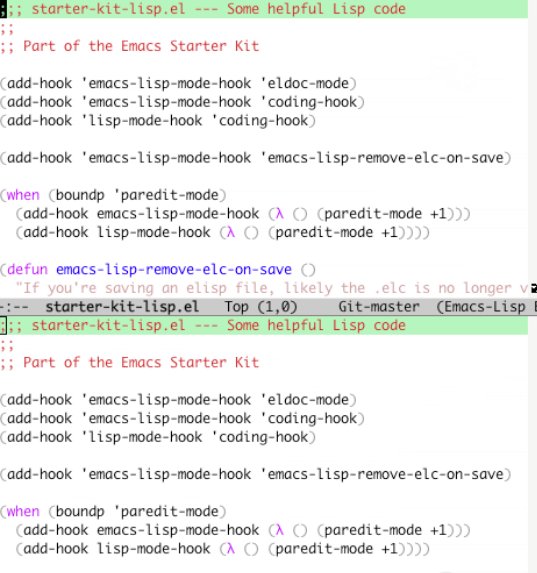 ;;; starter-kit-lisp.el --- Some helpful Lisp code
;;
;; Part of the Emacs Starter Kit
(add-hook 'emacs-lisp-mode-hook 'eldoc-mode)
(add-hook 'emacs-lisp-mode-hook 'coding-hook)
(add-hook 'lisp-mode-hook 'coding-hook)
(add-hook 'emacs-lisp-mode-hook 'emacs-lisp-remove-elc-on-save)
(when (boundp 'paredit-mode)
(add-hook emacs-lisp-mode-hook (λ () (paredit-mode +1)))
(add-hook lisp-mode-hook (λ () (paredit-mode +1))))
(defun emacs-lisp-remove-elc-on-save ()
"If you're saving an elisp file, likely the .elc is no longer v
-:-- starter-kit-lisp.el Top (1,0) Git-master (Emacs-Lisp
;;; starter-kit-lisp.el --- Some helpful Lisp code
;;
;; Part of the Emacs Starter Kit
(add-hook 'emacs-lisp-mode-hook 'eldoc-mode)
(add-hook 'emacs-lisp-mode-hook 'coding-hook)
(add-hook 'lisp-mode-hook 'coding-hook)
(add-hook 'emacs-lisp-mode-hook 'emacs-lisp-remove-elc-on-save)
(when (boundp 'paredit-mode)
(add-hook emacs-lisp-mode-hook (λ () (paredit-mode +1)))
(add-hook lisp-mode-hook (λ () (paredit-mode +1))))